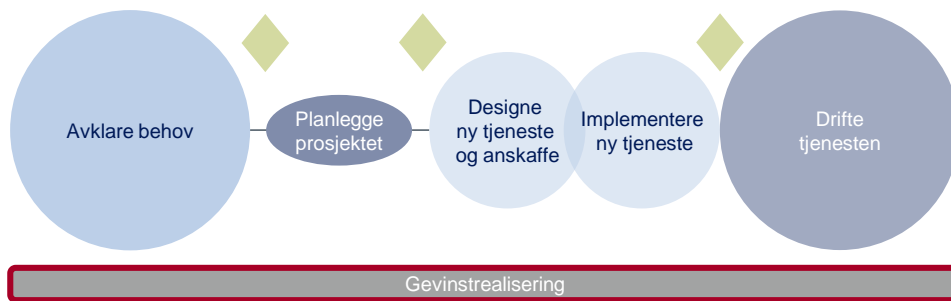 Avklare behov
Planlegge
prosjektet
Designe
ny tjeneste
og anskaffe
Implementere
ny tjeneste
Drifte
tjenesten
Gevinstrealisering